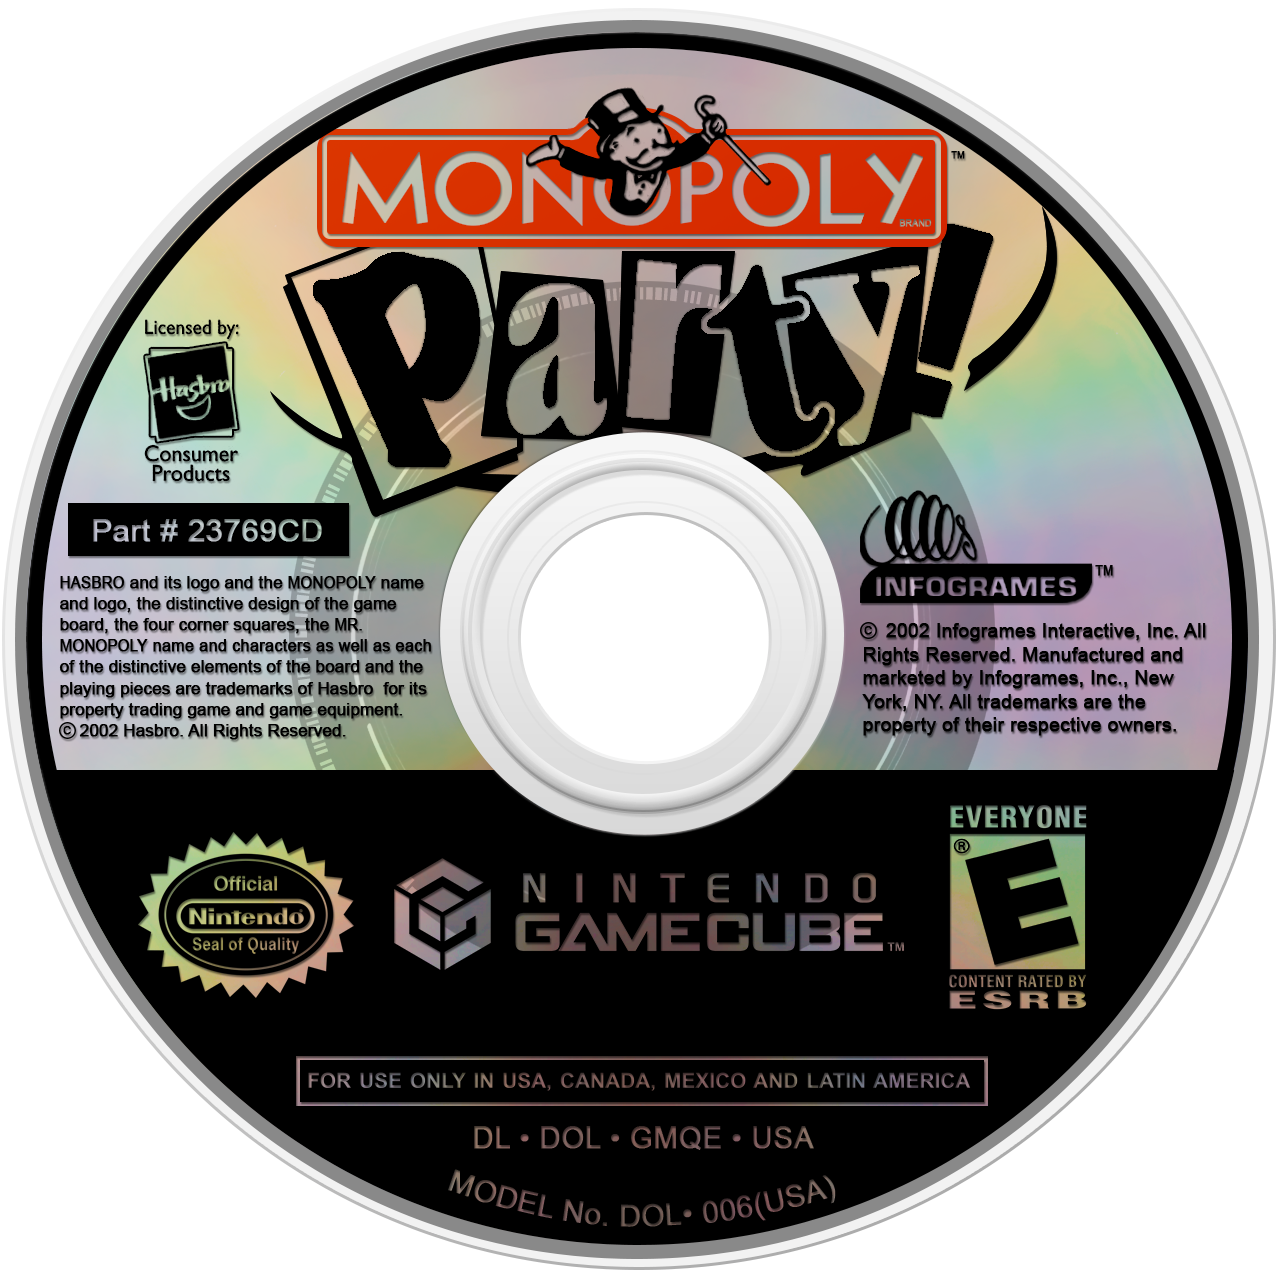 MONOPOLY™
BRAND
Party!
Licensed by:
Hasbro
Consumer
Products
Part # 23769CD
HASBRO and its logo and the MONOPOLY name
and logo, the distinctive design of the game
board, the four corner squares, the MR.
MONOPOLY name and characters as well as each
of the distinctive elements of the board and the
playing pieces are trademarks of Hasbro for its
property trading game and game equipment.
© 2002 Hasbro. All Rights Reserved.
INFOGRAMES™
© 2002 Infogrames Interactive, Inc. All
Rights Reserved. Manufactured and
marketed by Infogrames, Inc., New
York, NY. All trademarks are the
property of their respective owners.
Official
Nintendo®
Seal of Quality
NINTENDO
GAMECUBE™
EVERYONE
®
E
CONTENT RATED BY
ESRB
FOR USE ONLY IN USA, CANADA, MEXICO AND LATIN AMERICA
DL • DOL • GMQE • USA
MODEL No. DOL• 006(USA)